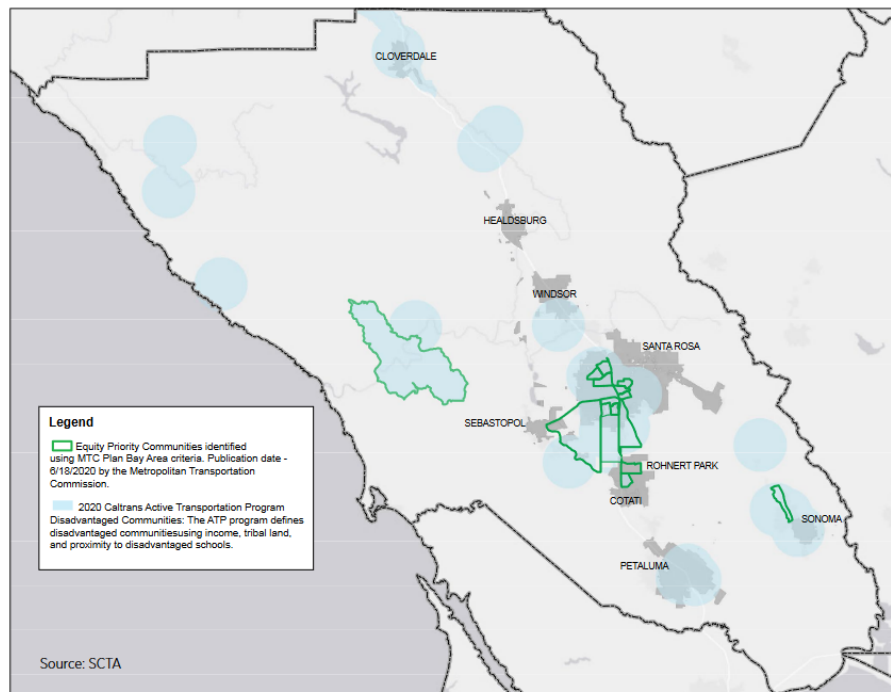 CLOVERDALE
HEALDSBURG
WINDSOR
SANTA ROSA
SEBASTOPOL
ROHNERT PARK
COTATI
SONOMA
PETALUMA
Legend
Equity Priority Communities identified
using MTC Plan Bay Area criteria. Publication date -
6/18/2020 by the Metropolitan Transportation
Commission.
2020 Caltrans Active Transportation Program
Disadvantaged Communities: The ATP program defines
disadvantaged communitiesusing income, tribal land,
and proximity to disadvantaged schools.
Source: SCTA